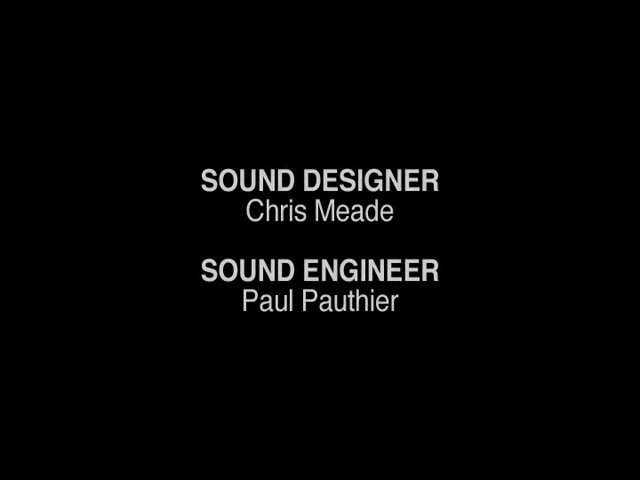 SOUND DESIGNER
Chris Meade
SOUND ENGINEER
Paul Pauthier